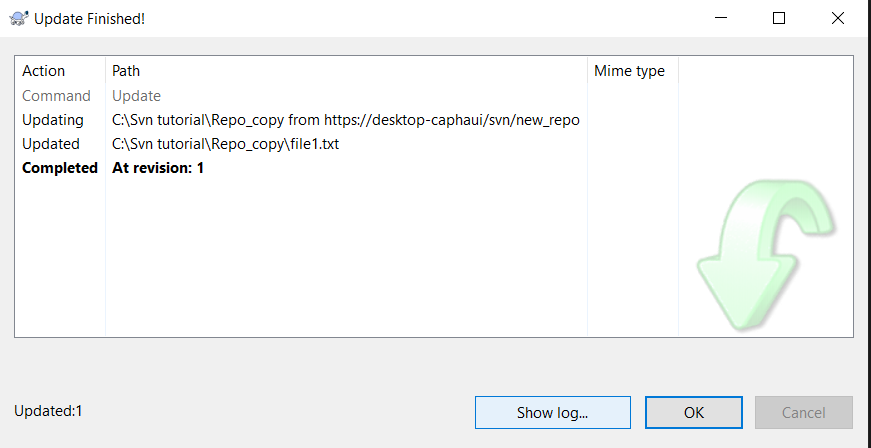 Update Finished!
Action Path Mime type
Command Update
Updating C:\Svn tutorial\Repo_copy from https://desktop-caphaui/svn/new_repo
Updated C:\Svn tutorial\Repo_copy\file1.txt
Completed At revision: 1
Updated:1
Show log... OK Cancel